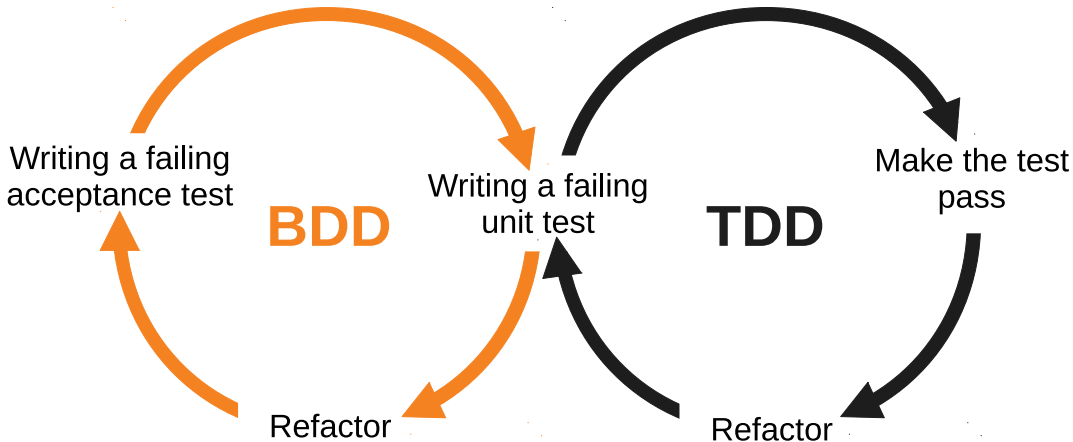 Writing a failing
acceptance test
BDD
Writing a failing
unit test
Refactor
TDD
Make the test
pass
Refactor